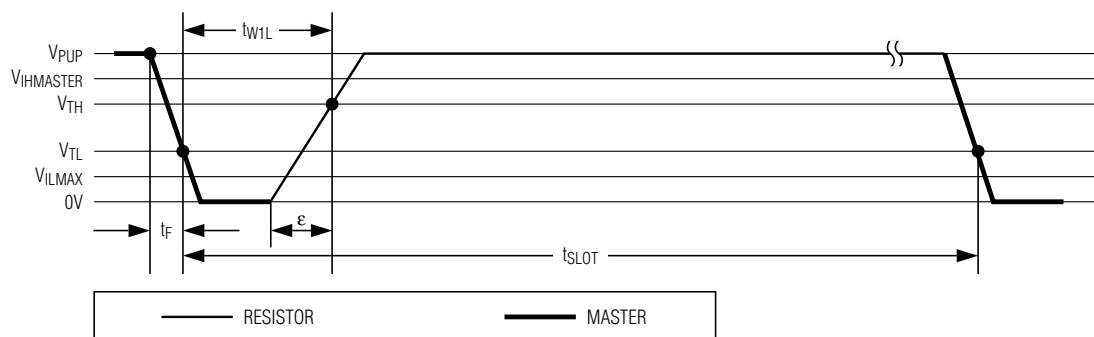 tW1L
VPUP
VIHMASTER
VTH
VTL
VILMAX
0V
tF
ε
tSLOT
RESISTOR
MASTER